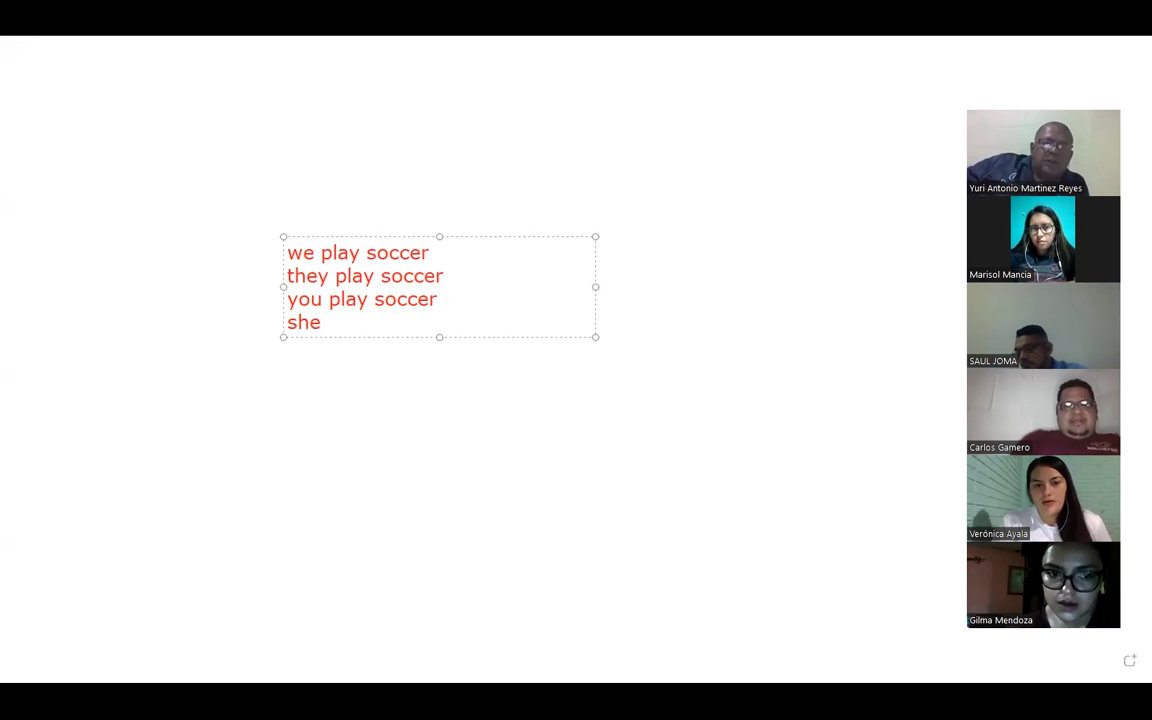 we play soccer
they play soccer
you play soccer
she
Yuri Antonio Martinez Reyes
Marisol Mancia
SAUL JOMA
Carlos Gamero
Verónica Ayala
Gilma Mendoza